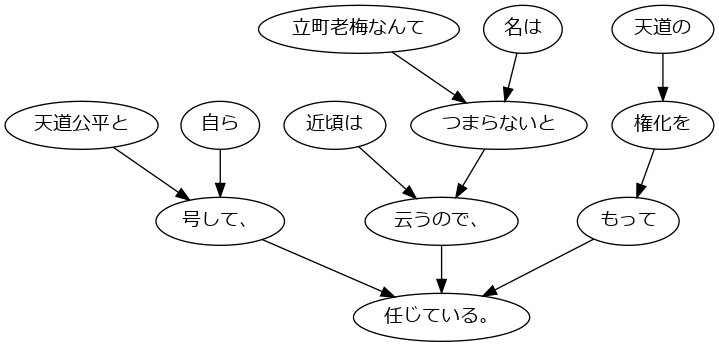 立町老梅なんて
名は
天道の
天道公平と
自ら
近頃は
つまらないと
権化を
号して、
云うので、
もって
任じている。